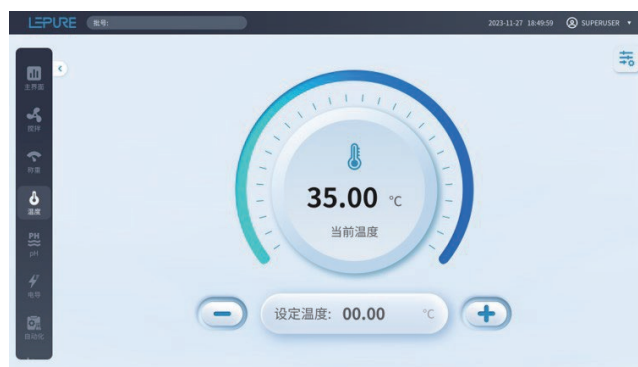 LEPURE 批号: 2023-11-27 18:49:59 SUPERUSER
主界面
搅拌
称重
温度
PH
pH
电导
自动化
35.00 ℃
当前温度
设定温度: 00.00 ℃